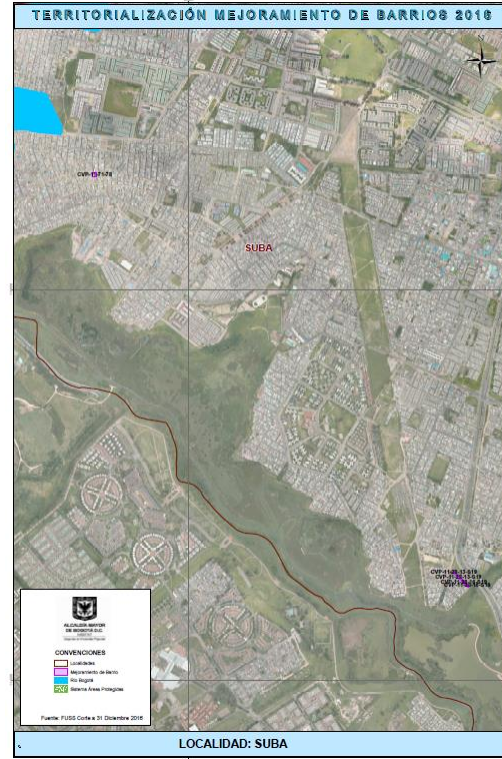 TERRITORIALIZACIÓN MEJORAMIENTO DE BARRIOS 2016
SUBA
ALCALDÍA MAYOR
DE BOGOTÁ D.C.
CONVENCIONES
Localidades
Mejoramiento de Barrio
Rio Bogotá
Sistema Áreas Protegidas
Fuente: FUSS Corte a 31 Diciembre 2016
LOCALIDAD: SUBA